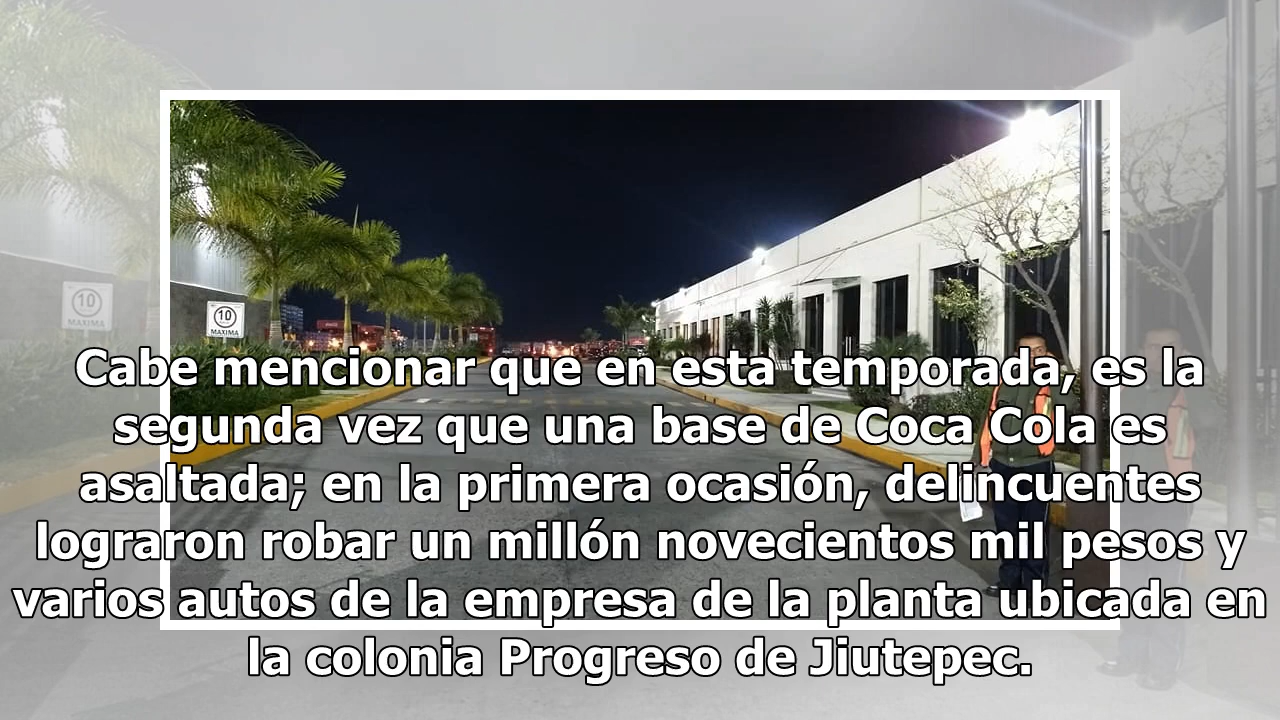 10
MAXIMA
10
MAXIMA
Cabe mencionar que en esta temporada, es la
segunda vez que una base de Coca Cola es
asaltada; en la primera ocasión, delincuentes
lograron robar un millón novecientos mil pesos y
varios autos de la empresa de la planta ubicada en
la colonia Progreso de Jiutepec.